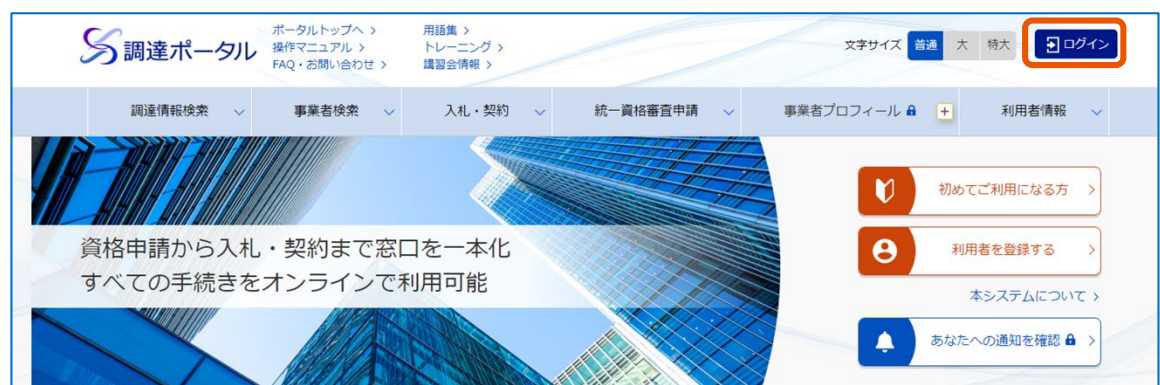 調達ポータル
ポータルトップへ >
操作マニュアル >
FAQ・お問い合わせ >
用語集 >
トレーニング >
講習会情報 >
文字サイズ 普通 大 特大
ログイン
調達情報検索
事業者検索
入札・契約
統一資格審査申請
事業者プロフィール
利用者情報
資格申請から入札・契約まで窓口を一本化
すべての手続きをオンラインで利用可能
初めてご利用になる方 >
利用者を登録する >
本システムについて >
あなたへの通知を確認 >